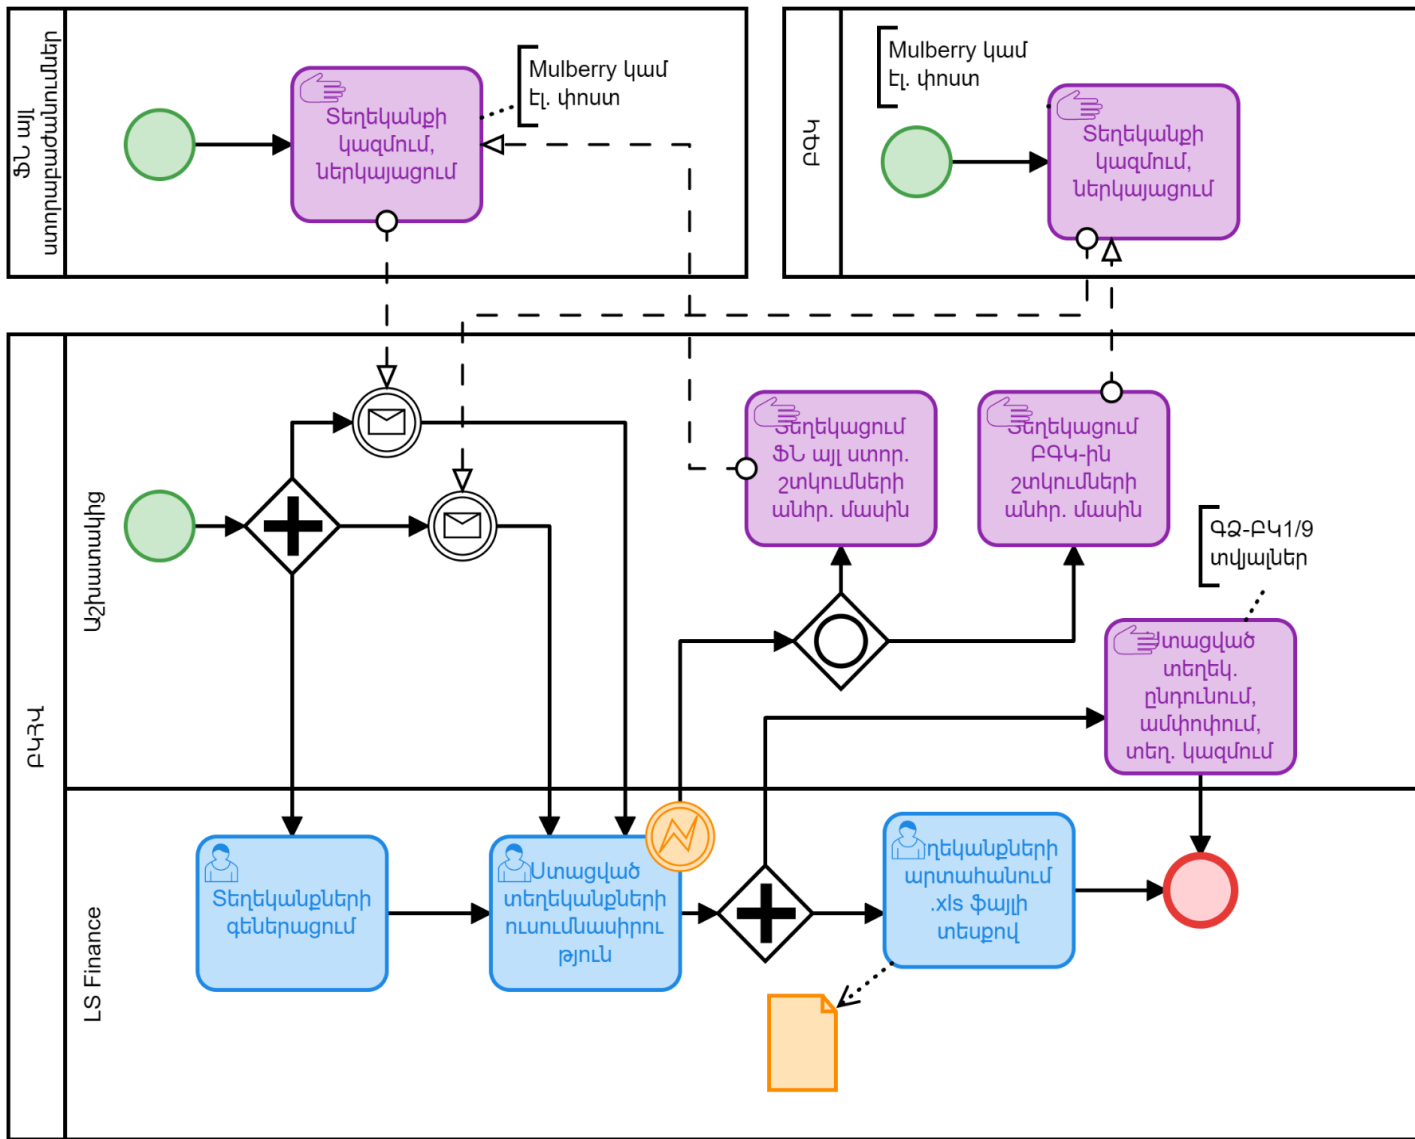 ՖՆ այլ
ստորաբաժանումներ
Տեղեկանքի
կազմում,
ներկայացում
Mulberry կամ
էլ. փոստ
ԲԳԿ
Mulberry կամ
էլ. փոստ
Տեղեկանքի
կազմում,
ներկայացում
ԲԿՀՎ
Աշխատակից
Տեղեկացում
ՖՆ այլ ստոր.
շտկումների
անհր. մասին
Տեղեկացում
ԲԳԿ-ին
շտկումների
անհր. մասին
ԳՁ-ԲԿ1/9
տվյալներ
Ստացված
տեղեկ.
ընդունում,
ամփոփում,
տեղ. կազմում
LS Finance
Տեղեկանքների
գեներացում
Ստացված
տեղեկանքների
ուսումնասիրու
թյուն
Տեղեկանքների
արտահանում
.xls ֆայլի
տեսքով